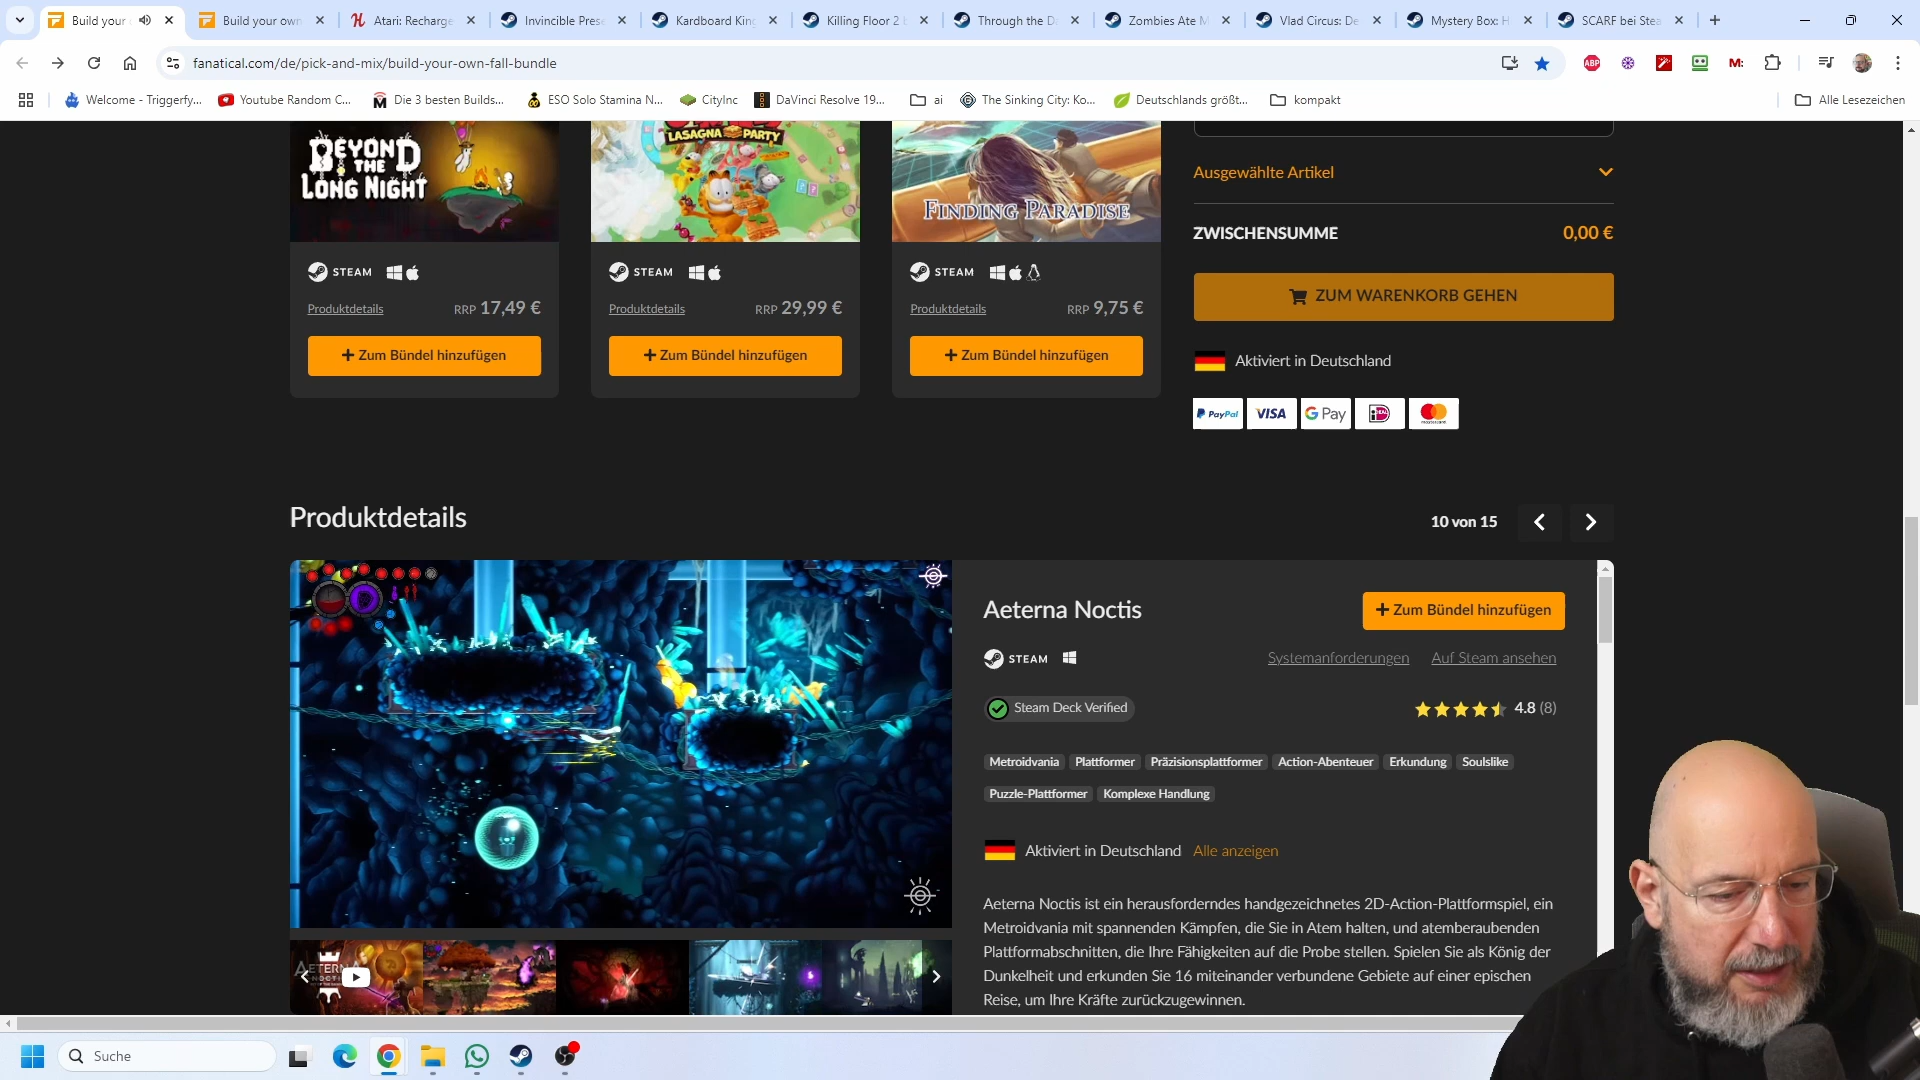 Build your
Build your own
Atari: Recharge
Invincible Pres
Kardboard King
Killing Floor 2 b
Through the Da
Zombies Ate M
Vlad Circus: De
Mystery Box: H
SCARF bei Stea
fanatical.com/de/pick-and-mix/build-your-own-fall-bundle
ABP
M:
Welcome - Triggerfy...
Youtube Random C...
Die 3 besten Builds...
ESO Solo Stamina N...
CityInc
DaVinci Resolve 19...
ai
The Sinking City: Ko...
Deutschlands größt...
kompakt
Alle Lesezeichen
BEYOND THE LONG NIGHT
LASAGNA PARTY
FINDING PARADISE
Ausgewählte Artikel
ZWISCHENSUMME 0,00 €
STEAM
STEAM
STEAM
Produktdetails RRP 17,49 €
Produktdetails RRP 29,99 €
Produktdetails RRP 9,75 €
ZUM WARENKORB GEHEN
+ Zum Bündel hinzufügen
+ Zum Bündel hinzufügen
+ Zum Bündel hinzufügen
Aktiviert in Deutschland
PayPal VISA G Pay
Produktdetails
10 von 15
Aeterna Noctis
+ Zum Bündel hinzufügen
STEAM
Systemanforderungen Auf Steam ansehen
Steam Deck Verified
4.8 (8)
Metroidvania Plattformer Präzisionsplattformer Action-Abenteuer Erkundung Soulslike
Puzzle-Plattformer Komplexe Handlung
Aktiviert in Deutschland Alle anzeigen
Aeterna Noctis ist ein herausforderndes handgezeichnetes 2D-Action-Plattformspiel, ein
Metroidvania mit spannenden Kämpfen, die Sie in Atem halten, und atemberaubenden
Plattformabschnitten, die Ihre Fähigkeiten auf die Probe stellen. Spielen Sie als König der
Dunkelheit und erkunden Sie 16 miteinander verbundene Gebiete auf einer epischen
Reise, um Ihre Kräfte zurückzugewinnen.
Suche